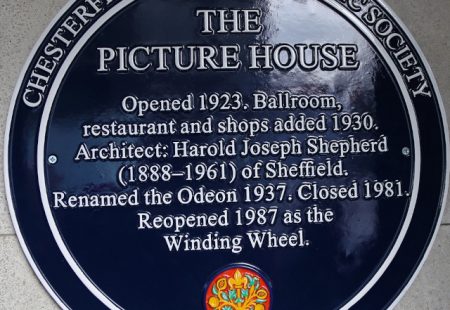 CHESTERF
SOCIETY
THE
PICTURE HOUSE
Opened 1923. Ballroom,
restaurant and shops added 1930.
Architect: Harold Joseph Shepherd
(1888–1961) of Sheffield.
Renamed the Odeon 1937. Closed 1981.
Reopened 1987 as the
Winding Wheel.